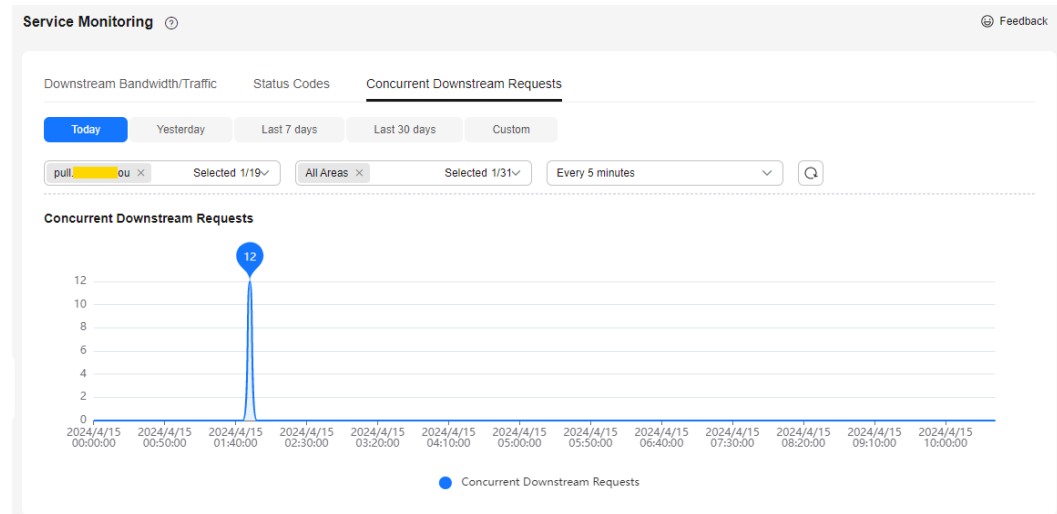 Service Monitoring ?
Feedback
Downstream Bandwidth/Traffic Status Codes Concurrent Downstream Requests
Today Yesterday Last 7 days Last 30 days Custom
pull. ou × Selected 1/19 All Areas × Selected 1/31 Every 5 minutes
Concurrent Downstream Requests
12
12
10
8
6
4
2
0
2024/4/15 2024/4/15 2024/4/15 2024/4/15 2024/4/15 2024/4/15 2024/4/15 2024/4/15 2024/4/15 2024/4/15 2024/4/15 2024/4/15 2024/4/15
00:00:00 00:50:00 01:40:00 02:30:00 03:20:00 04:10:00 05:00:00 05:50:00 06:40:00 07:30:00 08:20:00 09:10:00 10:00:00
Concurrent Downstream Requests